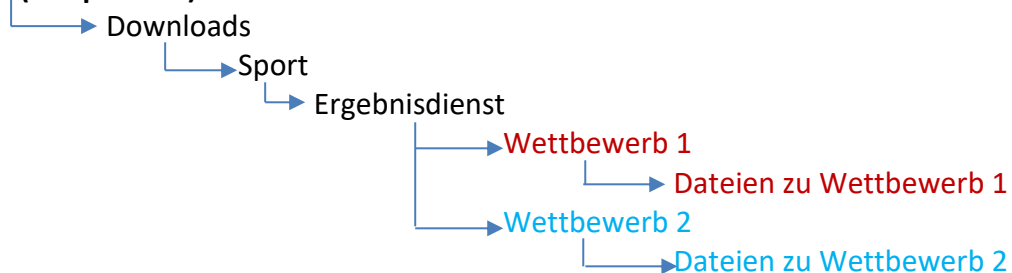 Downloads
Sport
Ergebnisdienst
Wettbewerb 1
Dateien zu Wettbewerb 1
Wettbewerb 2
Dateien zu Wettbewerb 2